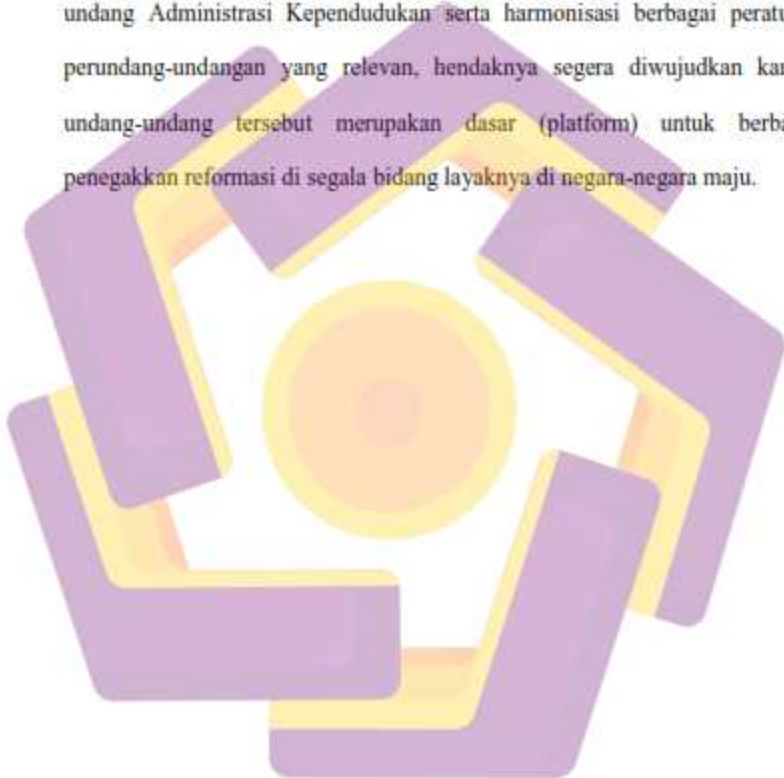 undang Administrasi Kependudukan serta harmonisasi berbagai peratu
perundang-undangan yang relevan, hendaknya segera diwujudkan kar
undang-undang tersebut merupakan dasar (platform) untuk berba
penegakkan reformasi di segala bidang layaknya di negara-negara maju.